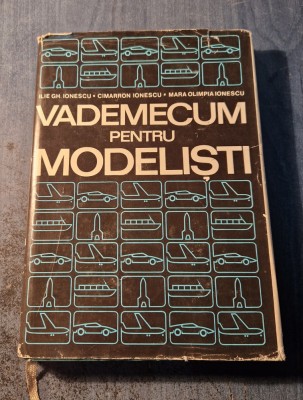 ILIE GH. IONESCU • CIMARRON IONESCU • MARA OLIMPIA IONESCU
VADEMECUM
PENTRU
MODELIȘTI